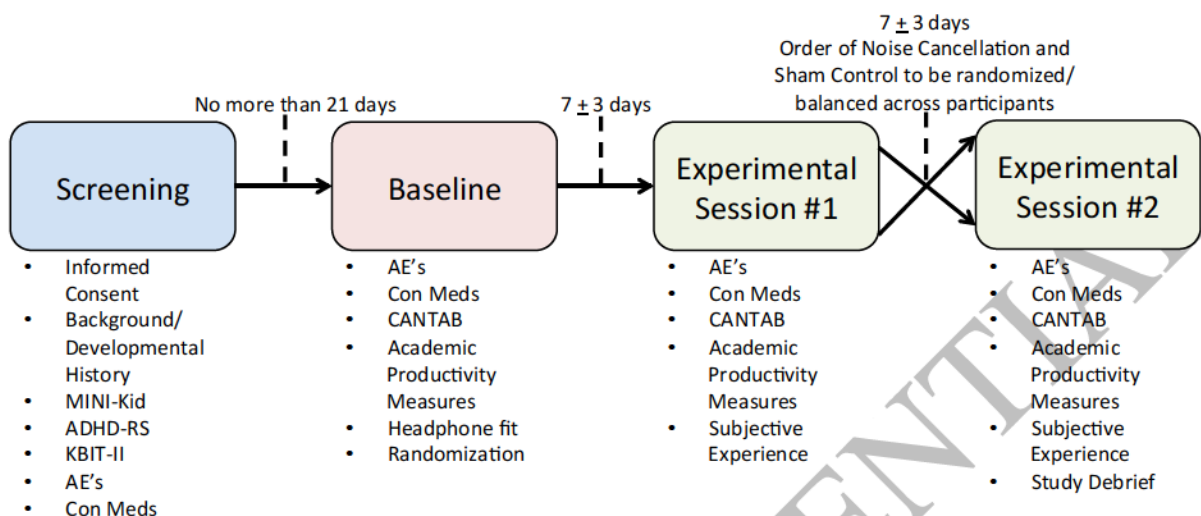 7 ± 3 days
Order of Noise Cancellation and
Sham Control to be randomized/
balanced across participants
No more than 21 days
7 ± 3 days
Screening
Baseline
Experimental
Session #1
Experimental
Session #2
• Informed
Consent
• Background/
Developmental
History
• MINI-Kid
• ADHD-RS
• KBIT-II
• AE's
• Con Meds
• AE's
• Con Meds
• CANTAB
• Academic
Productivity
Measures
• Headphone fit
• Randomization
• AE's
• Con Meds
• CANTAB
• Academic
Productivity
Measures
• Subjective
Experience
• AE's
• Con Meds
• CANTAB
• Academic
Productivity
Measures
• Subjective
Experience
• Study Debrief
ENTIA